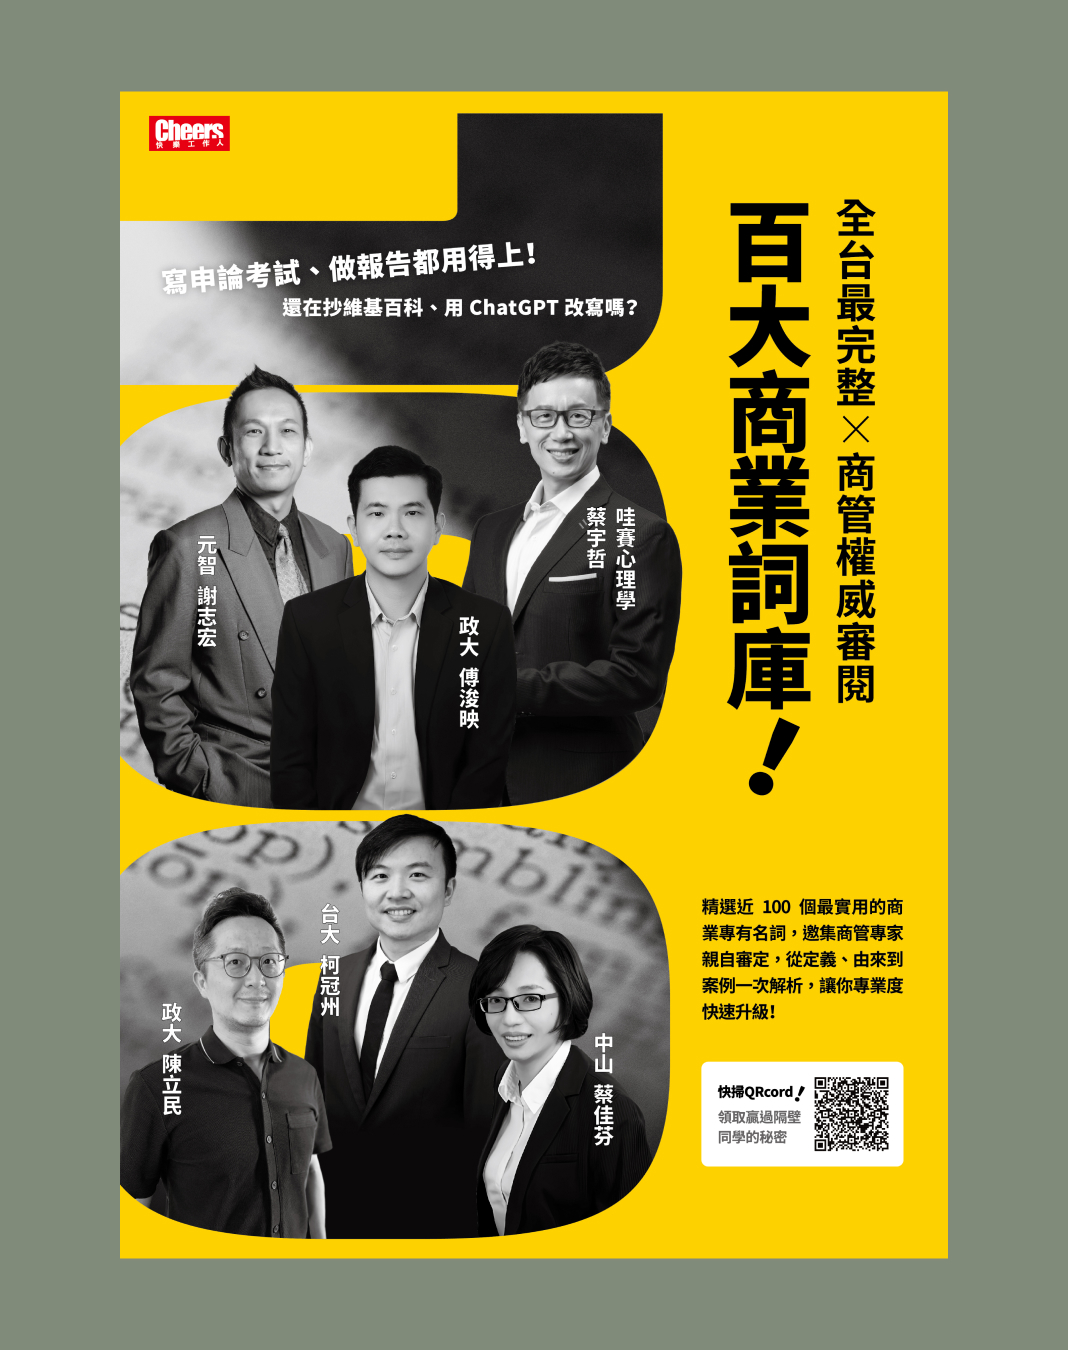 Cheers
快樂工作人
寫申論考試、做報告都用得上！
還在抄維基百科、用 ChatGPT 改寫嗎？
全台最完整×商管權威審閱
百大商業詞庫！
元智 謝志宏
政大 傅浚映
哇賽心理學
蔡宇哲
政大 陳立民
台大 柯冠州
中山 蔡佳芬
精選近 100 個最實用的商
業專有名詞，邀集商管專家
親自審定，從定義、由來到
案例一次解析，讓你專業度
快速升級！
快掃QRcord！
領取贏過隔壁
同學的秘密